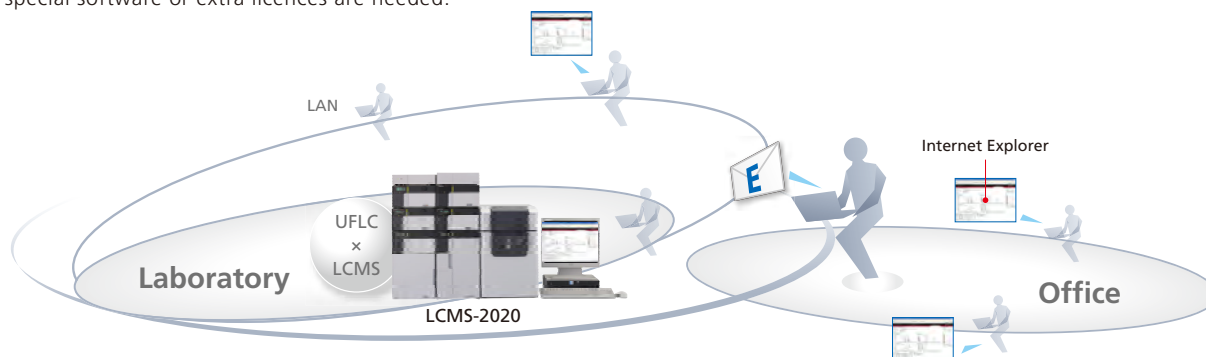 special software or extra licences are needed.
LAN
Internet Explorer
E
UFLC
×
LCMS
Laboratory
Office
LCMS-2020